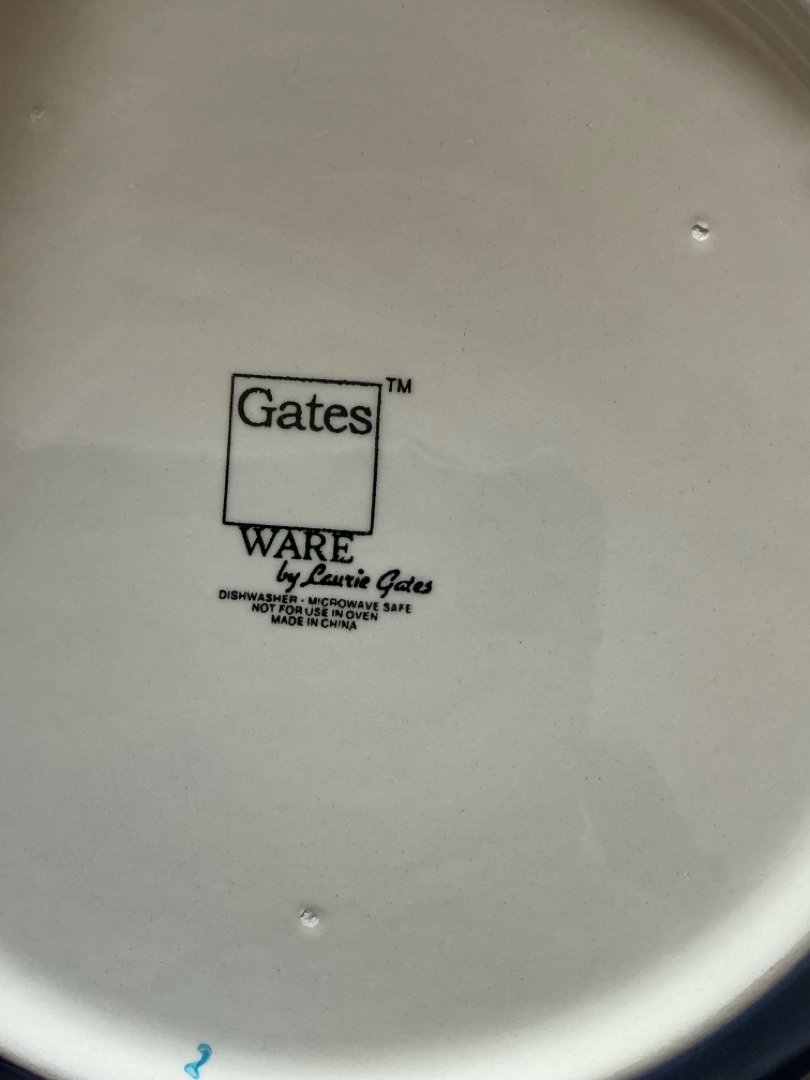 Gates TM
WARE
by Laurie Gates
DISHWASHER - MICROWAVE SAFE
NOT FOR USE IN OVEN
MADE IN CHINA